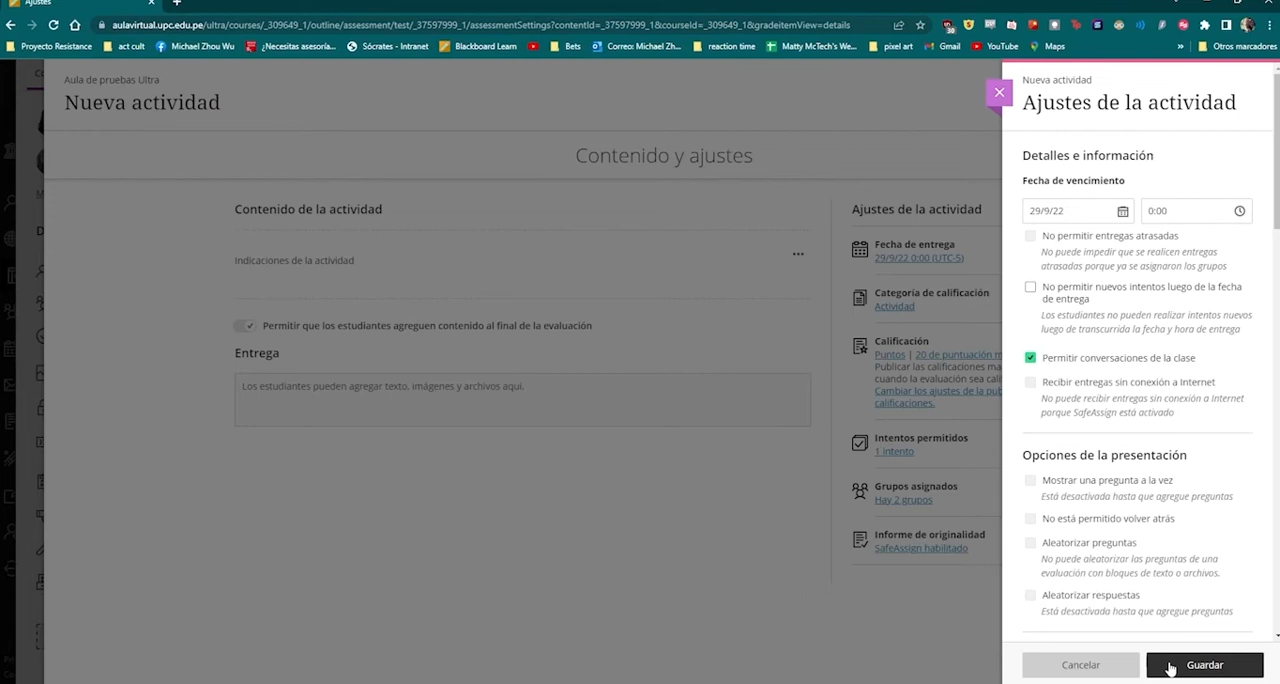 Ajustes
aulavirtual.upc.edu.pe/ultra/courses/_309649_1/outline/assessment/test/_37597999_1/assessmentSettings?contentId=_37597999_1&courseId=_309649_1&gradeitemView=details
Proyecto Resistance
act cult
Michael Zhou Wu
¿Necesitas asesoría...
Sócrates - Intranet
Blackboard Learn
Bets
Correo: Michael Zh...
reaction time
Matty McTech's We...
pixel art
Gmail
YouTube
Maps
»
Otros marcadores
Aula de pruebas Ultra
Nueva actividad
Contenido y ajustes
Contenido de la actividad
Indicaciones de la actividad
Permitir que los estudiantes agreguen contenido al final de la evaluación
Entrega
Los estudiantes pueden agregar texto, imágenes y archivos aquí.
Ajustes de la actividad
Fecha de entrega
29/9/22 0:00 (UTC-5)
Categoría de calificación
Actividad
Calificación
Puntos | 20 de puntuación m
Publicar las calificaciones ma
cuando la evaluación sea cali
Cambiar los ajustes de la pub
calificaciones.
Intentos permitidos
1 intento
Grupos asignados
Hay 2 grupos
Informe de originalidad
SafeAssign habilitado
Nueva actividad
Ajustes de la actividad
Detalles e información
Fecha de vencimiento
29/9/22
0:00
No permitir entregas atrasadas
No puede impedir que se realicen entregas
atrasadas porque ya se asignaron los grupos
No permitir nuevos intentos luego de la fecha
de entrega
Los estudiantes no pueden realizar intentos nuevos
luego de transcurrida la fecha y hora de entrega
Permitir conversaciones de la clase
Recibir entregas sin conexión a Internet
No puede recibir entregas sin conexión a Internet
porque SafeAssign está activado
Opciones de la presentación
Mostrar una pregunta a la vez
Está desactivada hasta que agregue preguntas
No está permitido volver atrás
Aleatorizar preguntas
No puede aleatorizar las preguntas de una
evaluación con bloques de texto o archivos.
Aleatorizar respuestas
Está desactivada hasta que agregue preguntas
Cancelar
Guardar